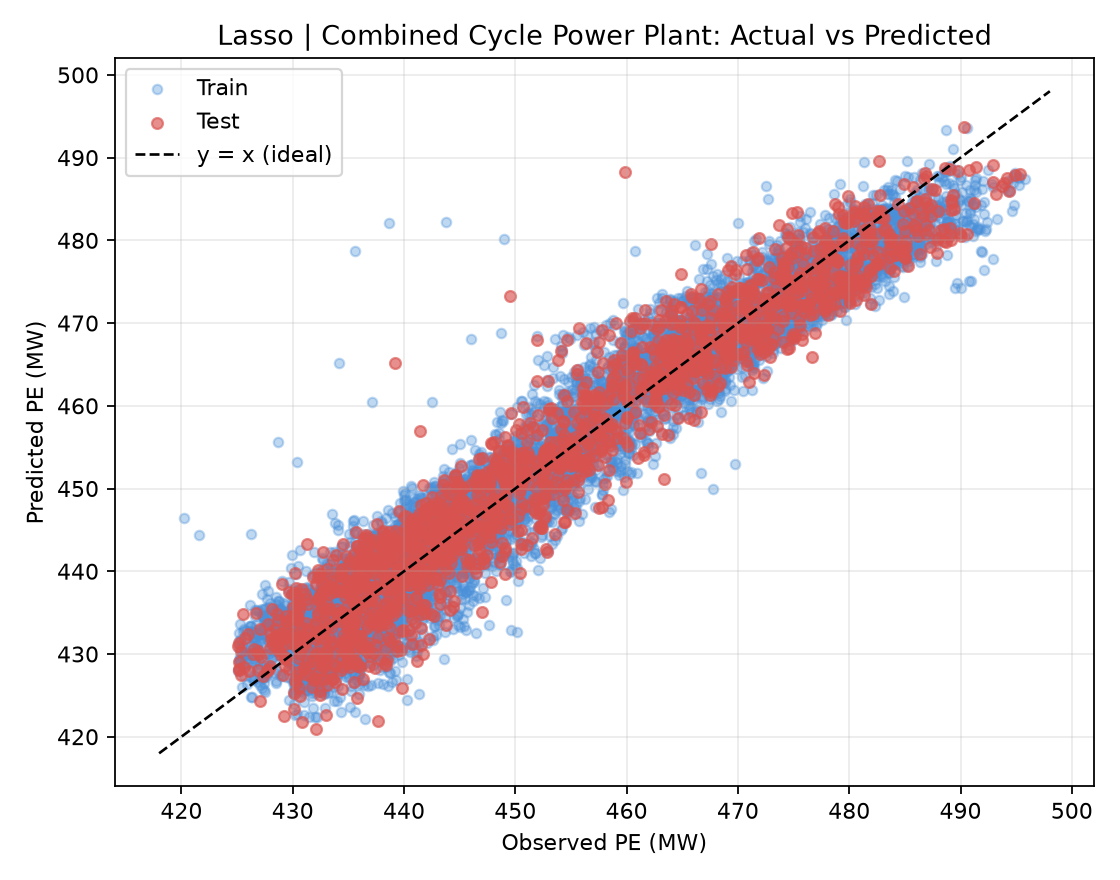 Lasso | Combined Cycle Power Plant: Actual vs Predicted
Train
Test
y = x (ideal)
500
490
480
470
460
450
440
430
420
Predicted PE (MW)
420 430 440 450 460 470 480 490 500
Observed PE (MW)